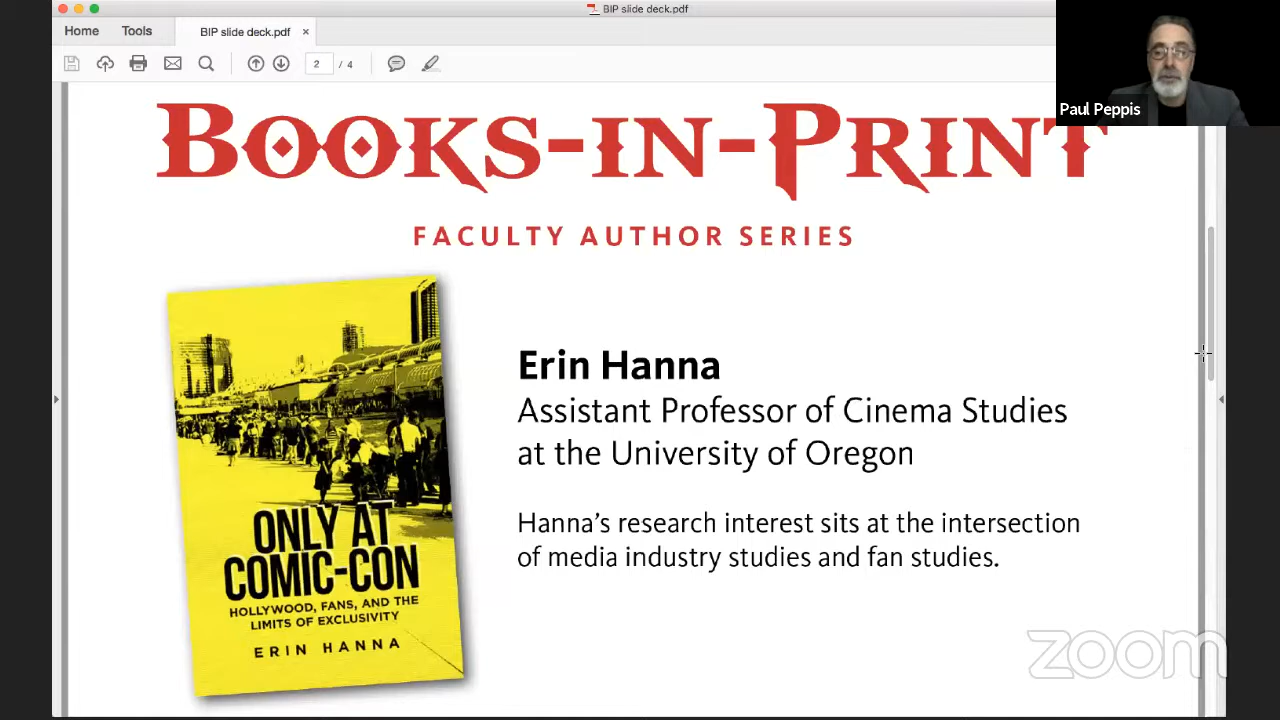 BIP slide deck.pdf
Home Tools BIP slide deck.pdf ×
2 / 4
Paul Peppis
BOOKS-IN-PRINT
FACULTY AUTHOR SERIES
Erin Hanna
Assistant Professor of Cinema Studies
at the University of Oregon
Hanna's research interest sits at the intersection
of media industry studies and fan studies.
ONLY AT
COMIC-CON
HOLLYWOOD, FANS, AND THE
LIMITS OF EXCLUSIVITY
ERIN HANNA
zoom